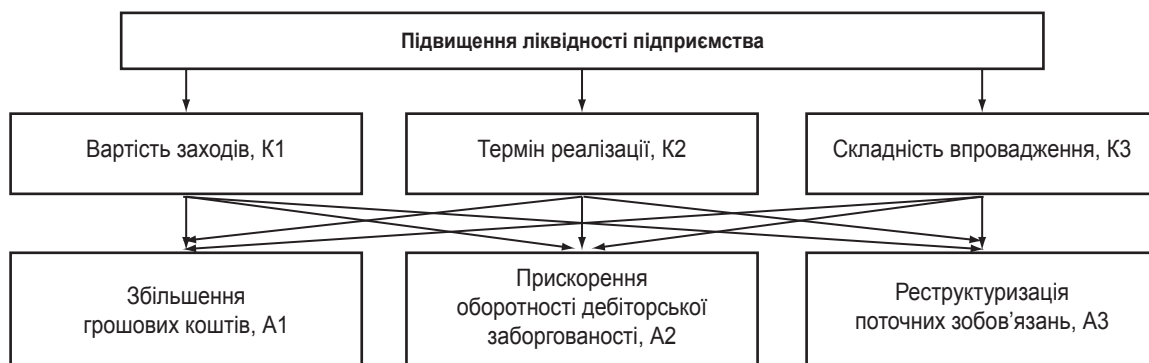 Підвищення ліквідності підприємства
Вартість заходів, К1
Термін реалізації, К2
Складність впровадження, К3
Збільшення
грошових коштів, А1
Прискорення
оборотності дебіторської
заборгованості, А2
Реструктуризація
поточних зобов’язань, А3